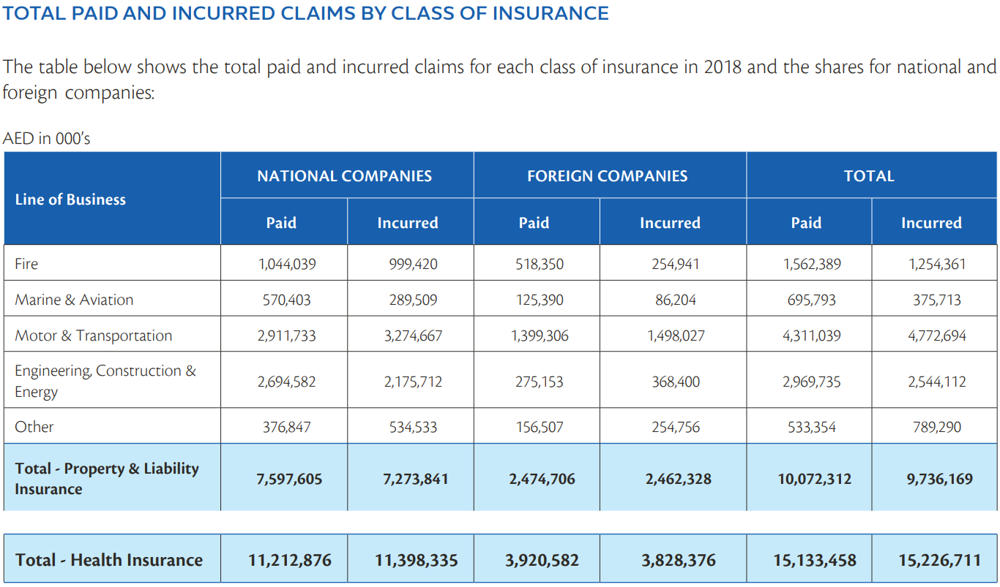 TOTAL PAID AND INCURRED CLAIMS BY CLASS OF INSURANCE
The table below shows the total paid and incurred claims for each class of insurance in 2018 and the shares for national and
foreign companies:
AED in 000's
Line of Business NATIONAL COMPANIES FOREIGN COMPANIES TOTAL
Paid Incurred Paid Incurred Paid Incurred
Fire 1,044,039 999,420 518,350 254,941 1,562,389 1,254,361
Marine & Aviation 570,403 289,509 125,390 86,204 695,793 375,713
Motor & Transportation 2,911,733 3,274,667 1,399,306 1,498,027 4,311,039 4,772,694
Engineering, Construction &
Energy 2,694,582 2,175,712 275,153 368,400 2,969,735 2,544,112
Other 376,847 534,533 156,507 254,756 533,354 789,290
Total - Property & Liability
Insurance 7,597,605 7,273,841 2,474,706 2,462,328 10,072,312 9,736,169
Total - Health Insurance 11,212,876 11,398,335 3,920,582 3,828,376 15,133,458 15,226,711